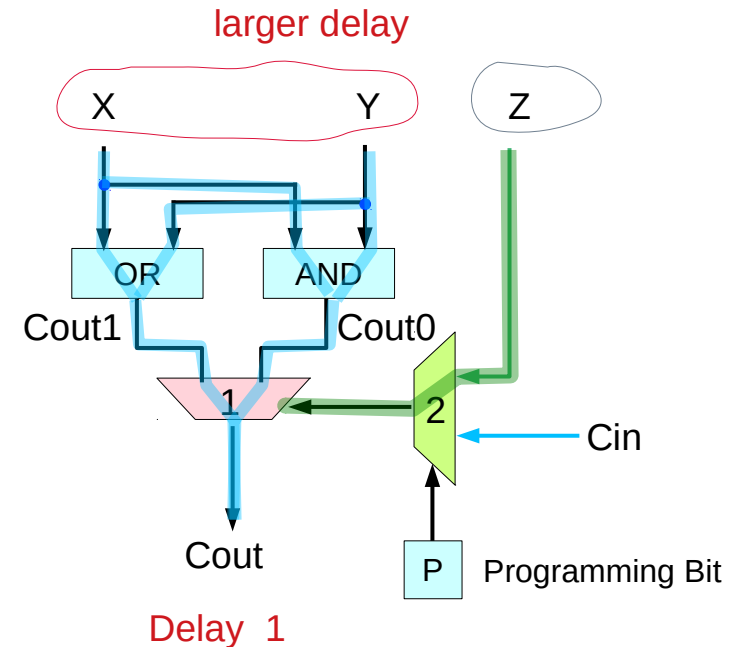 larger delay
X Y Z
OR AND
Cout1 Cout0
1 2
Cin
Cout
P Programming Bit
Delay 1